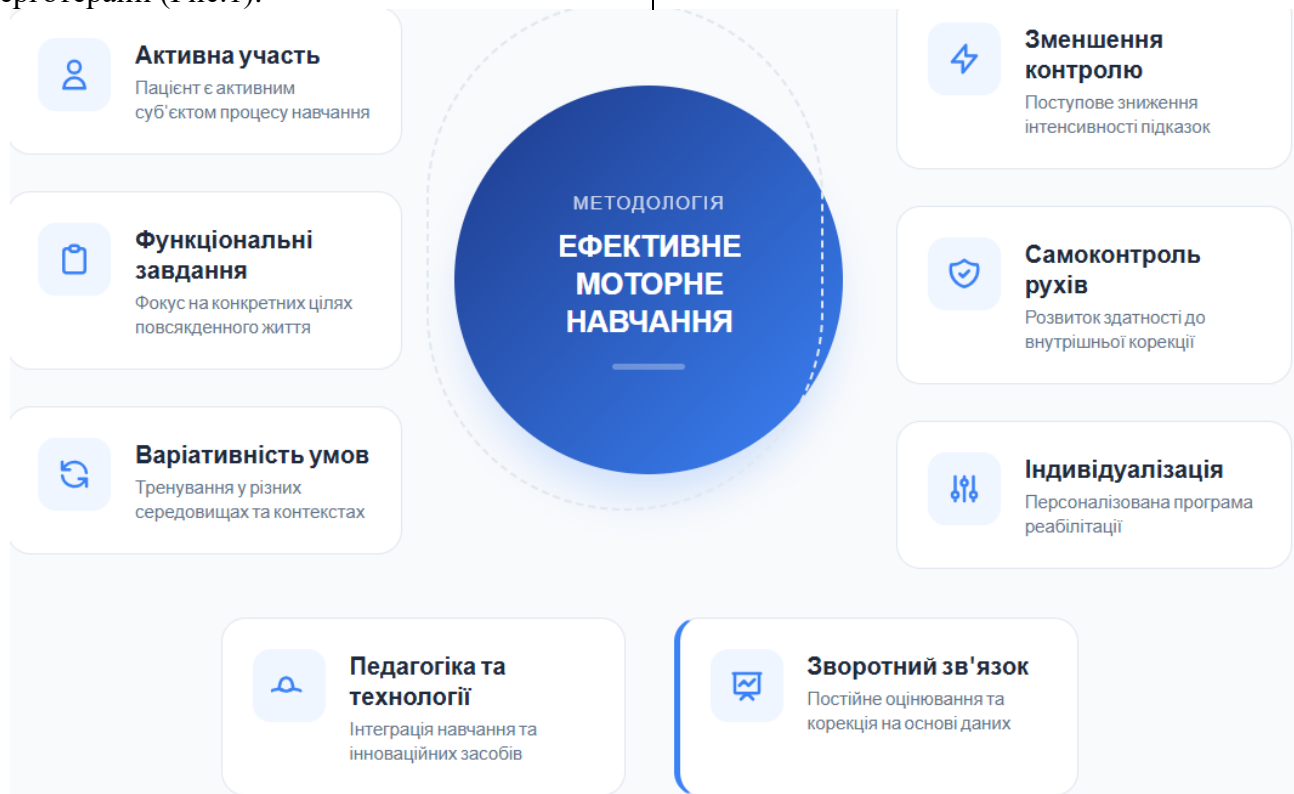 (Рис.1).
Активна участь
Пацієнт є активним
суб'єктом процесу навчання
Функціональні
завдання
Фокус на конкретних цілях
повсякденного життя
Варіативність умов
Тренування у різних
середовищах та контекстах
МЕТОДОЛОГІЯ
ЕФЕКТИВНЕ
МОТОРНЕ
НАВЧАННЯ
Зменшення
контролю
Поступове зниження
інтенсивності підказок
Самоконтроль
рухів
Розвиток здатності до
внутрішньої корекції
Індивідуалізація
Персоналізована програма
реабілітації
Педагогіка та
технології
Інтеграція навчання та
інноваційних засобів
Зворотний зв'язок
Постійне оцінювання та
корекція на основі даних